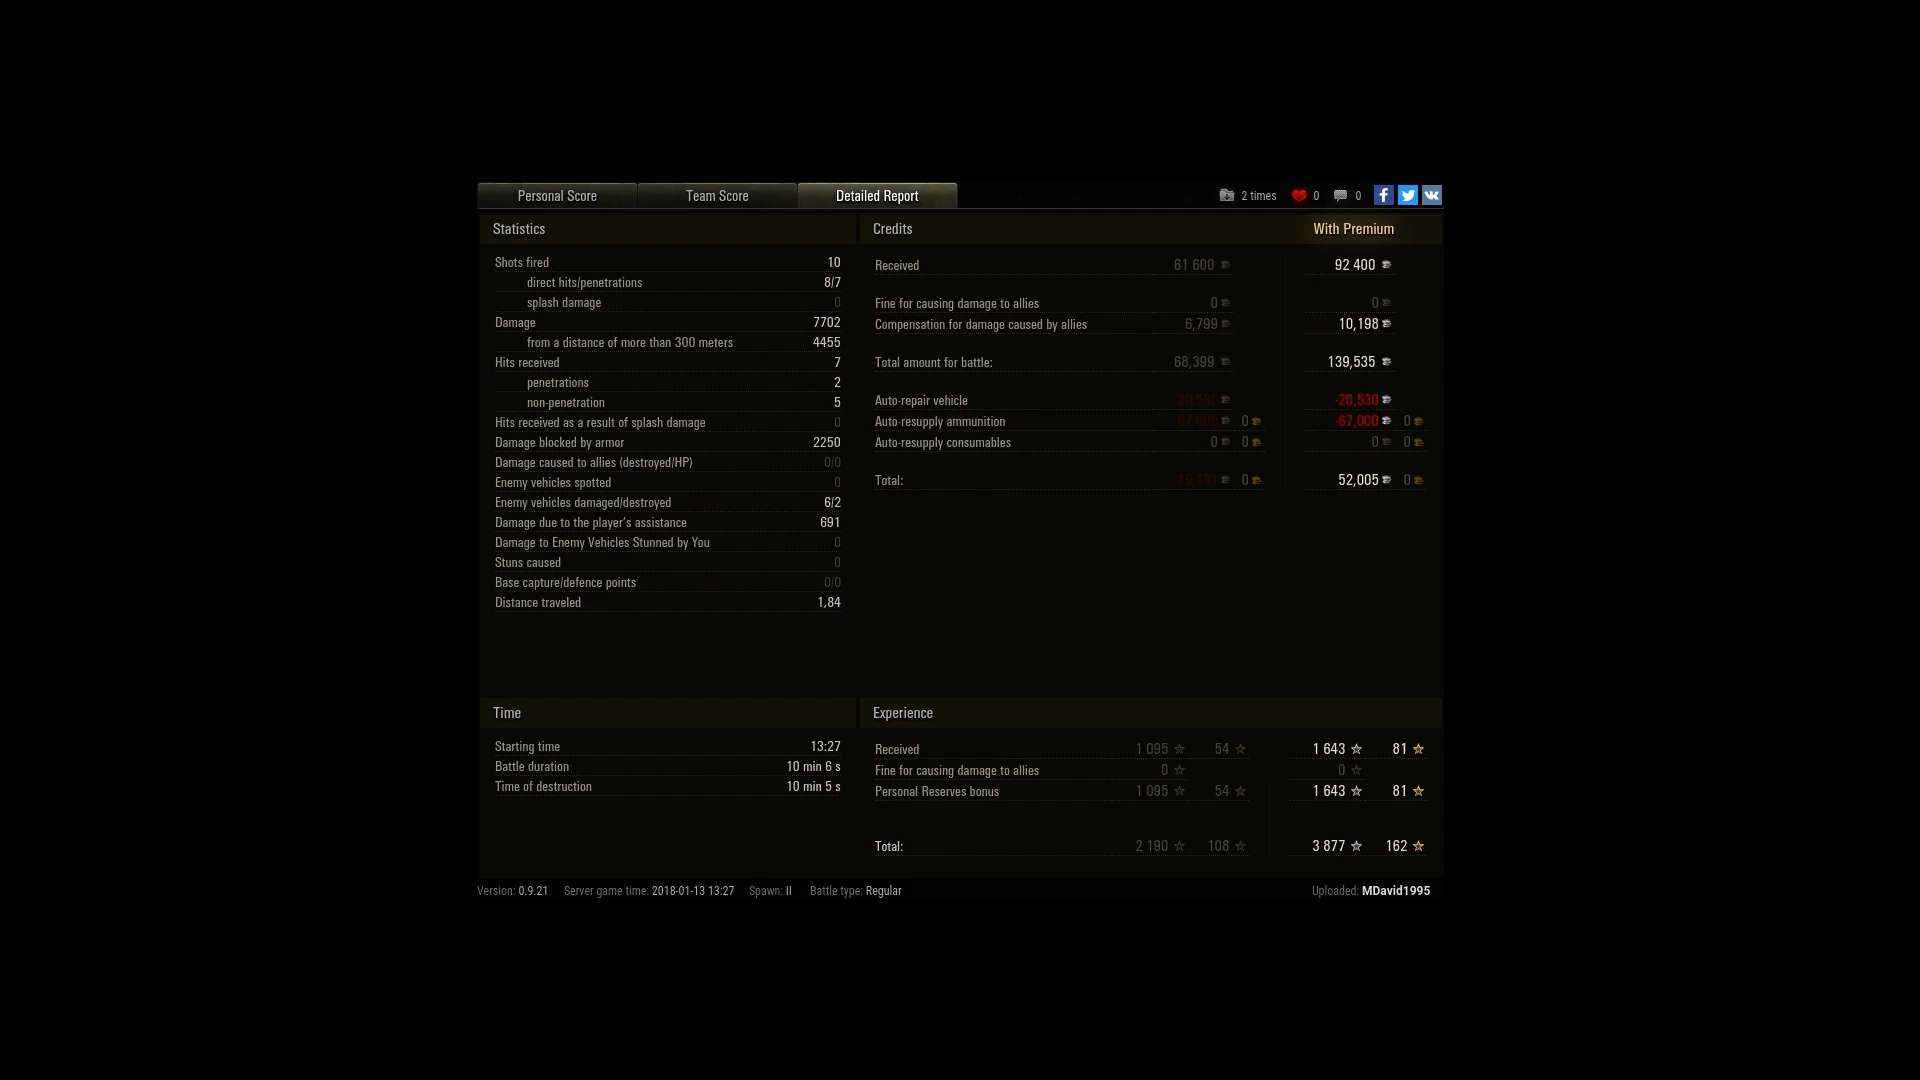 Personal Score Team Score Detailed Report 2 times 0 0
Statistics
Shots fired 10
direct hits/penetrations 8/7
splash damage 0
Damage 7702
from a distance of more than 300 meters 4455
Hits received 7
penetrations 2
non-penetration 5
Hits received as a result of splash damage 0
Damage blocked by armor 2250
Damage caused to allies (destroyed/HP) 0/0
Enemy vehicles spotted 0
Enemy vehicles damaged/destroyed 6/2
Damage due to the player's assistance 691
Damage to Enemy Vehicles Stunned by You 0
Stuns caused 0
Base capture/defence points 0/0
Distance traveled 1,84
Credits With Premium
Received 61 600 92 400
Fine for causing damage to allies 0 0
Compensation for damage caused by allies 6,799 10,198
Total amount for battle: 68,399 139,535
Auto-repair vehicle -20,530 -20,530
Auto-resupply ammunition -67,000 0 -67,000 0
Auto-resupply consumables 0 0 0 0
Total: 0 52,005 0
Time
Starting time 13:27
Battle duration 10 min 6 s
Time of destruction 10 min 5 s
Experience
Received 1 095 54 1 643 81
Fine for causing damage to allies 0 0
Personal Reserves bonus 1 095 54 1 643 81
Total: 2 190 108 3 877 162
Version: 0.9.21 Server game time: 2018-01-13 13:27 Spawn: II Battle type: Regular Uploaded: MDavid1995